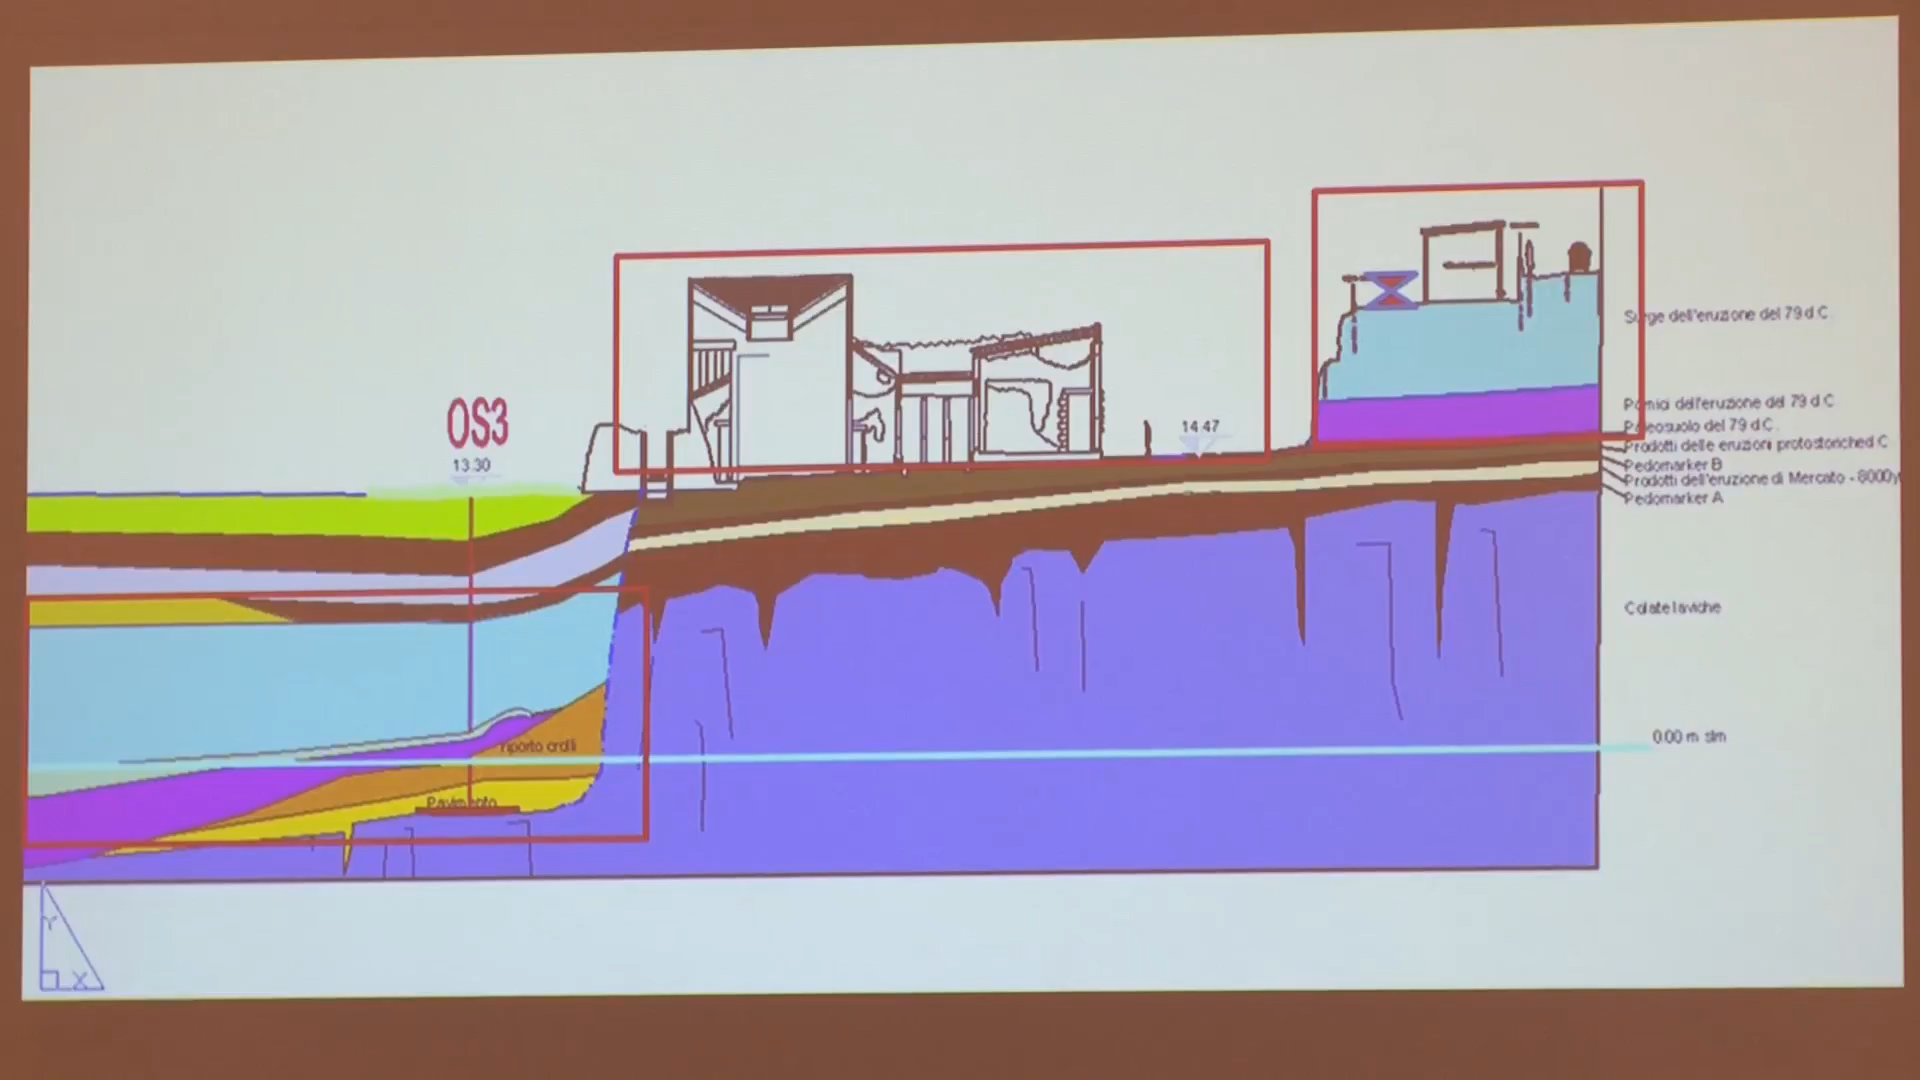 OS3
13.30
14.47
Surge dell'eruzione del 79 d C.
Pomici dell'eruzione del 79 d C.
Paleosuolo del 79 d C.
Prodotti delle eruzioni protostoriched C
Pedomarker B
Prodotti dell'eruzione di Mercato - 8000y
Pedomarker A
Colate laviche
0.00 m slm
riporto crolli
Pavimento
Y
X